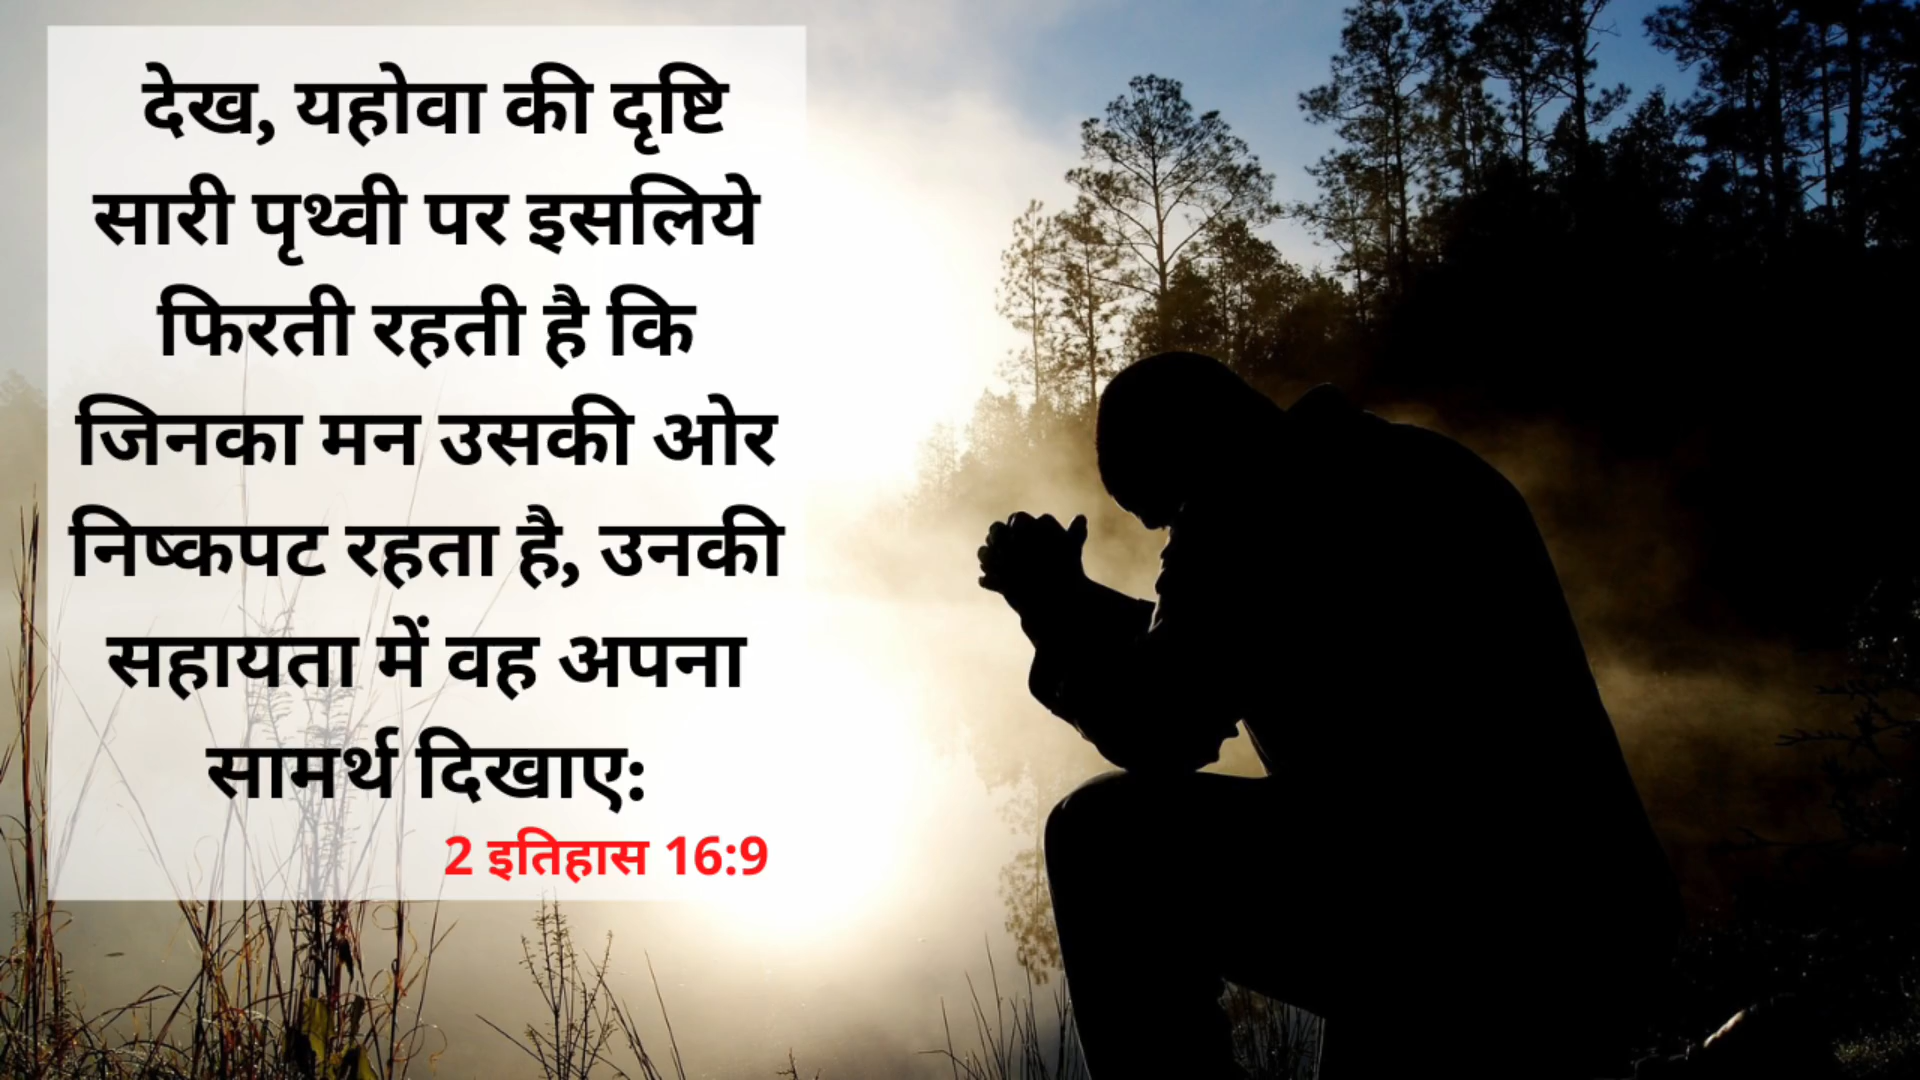 देख, यहोवा की दृष्टि
सारी पृथ्वी पर इसलिये
फिरती रहती है कि
जिनका मन उसकी ओर
निष्कपट रहता है, उनकी
सहायता में वह अपना
सामर्थ दिखाए:
2 इतिहास 16:9